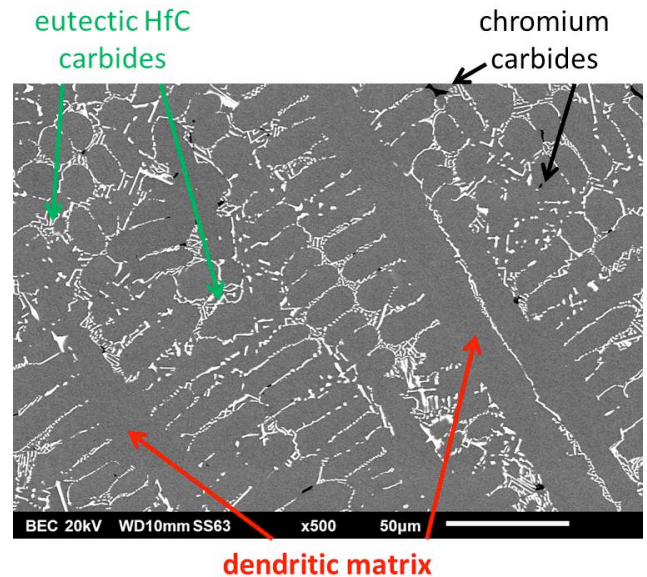 eutectic HfC
carbides
chromium
carbides
BEC 20kV WD10mm SS63 x500 50μm
dendritic matrix